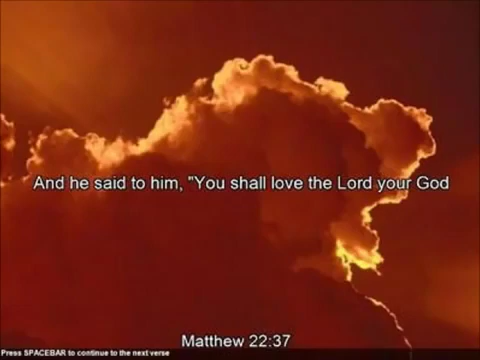 And he said to him, "You shall love the Lord your God
Matthew 22:37
Press SPACEBAR to continue to the next verse